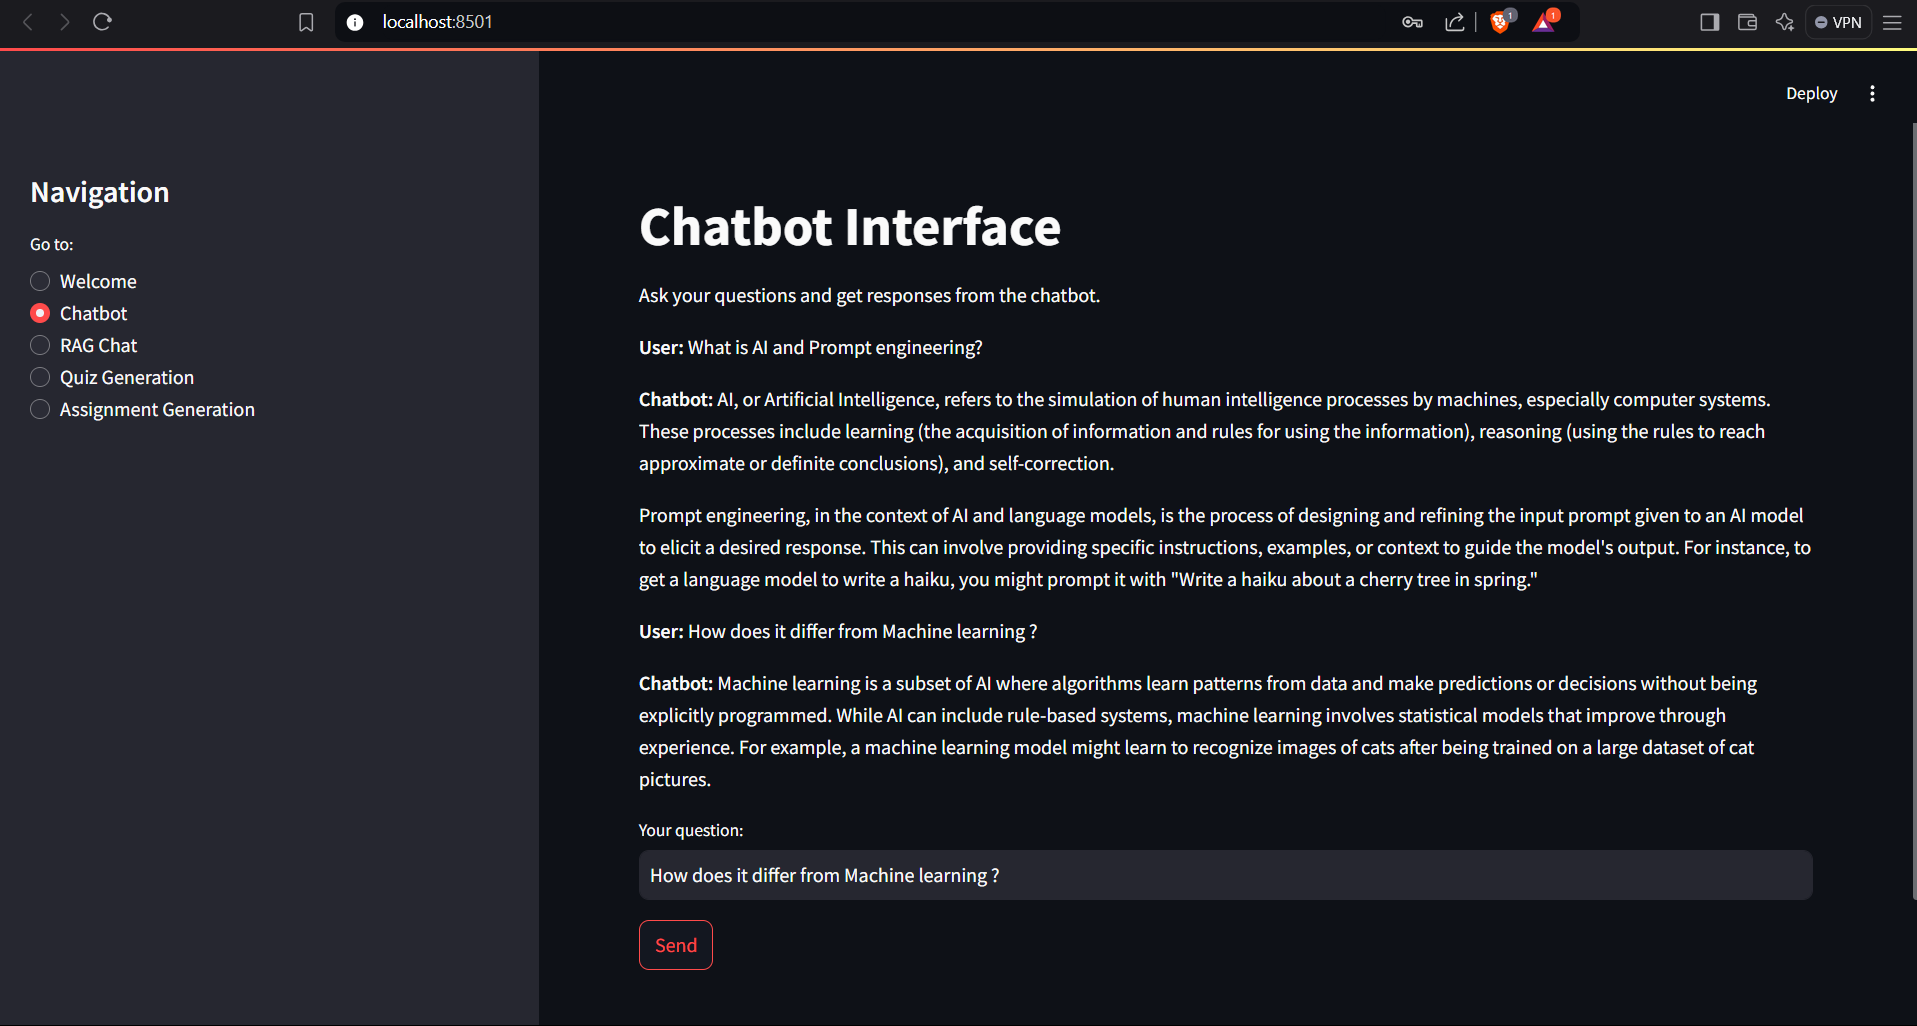 localhost:8501
1
1
VPN
Deploy
Navigation
Go to:
Welcome
Chatbot
RAG Chat
Quiz Generation
Assignment Generation
Chatbot Interface
Ask your questions and get responses from the chatbot.
User: What is AI and Prompt engineering?
Chatbot: AI, or Artificial Intelligence, refers to the simulation of human intelligence processes by machines, especially computer systems.
These processes include learning (the acquisition of information and rules for using the information), reasoning (using the rules to reach
approximate or definite conclusions), and self-correction.
Prompt engineering, in the context of AI and language models, is the process of designing and refining the input prompt given to an AI model
to elicit a desired response. This can involve providing specific instructions, examples, or context to guide the model's output. For instance, to
get a language model to write a haiku, you might prompt it with "Write a haiku about a cherry tree in spring."
User: How does it differ from Machine learning ?
Chatbot: Machine learning is a subset of AI where algorithms learn patterns from data and make predictions or decisions without being
explicitly programmed. While AI can include rule-based systems, machine learning involves statistical models that improve through
experience. For example, a machine learning model might learn to recognize images of cats after being trained on a large dataset of cat
pictures.
Your question:
How does it differ from Machine learning ?
Send